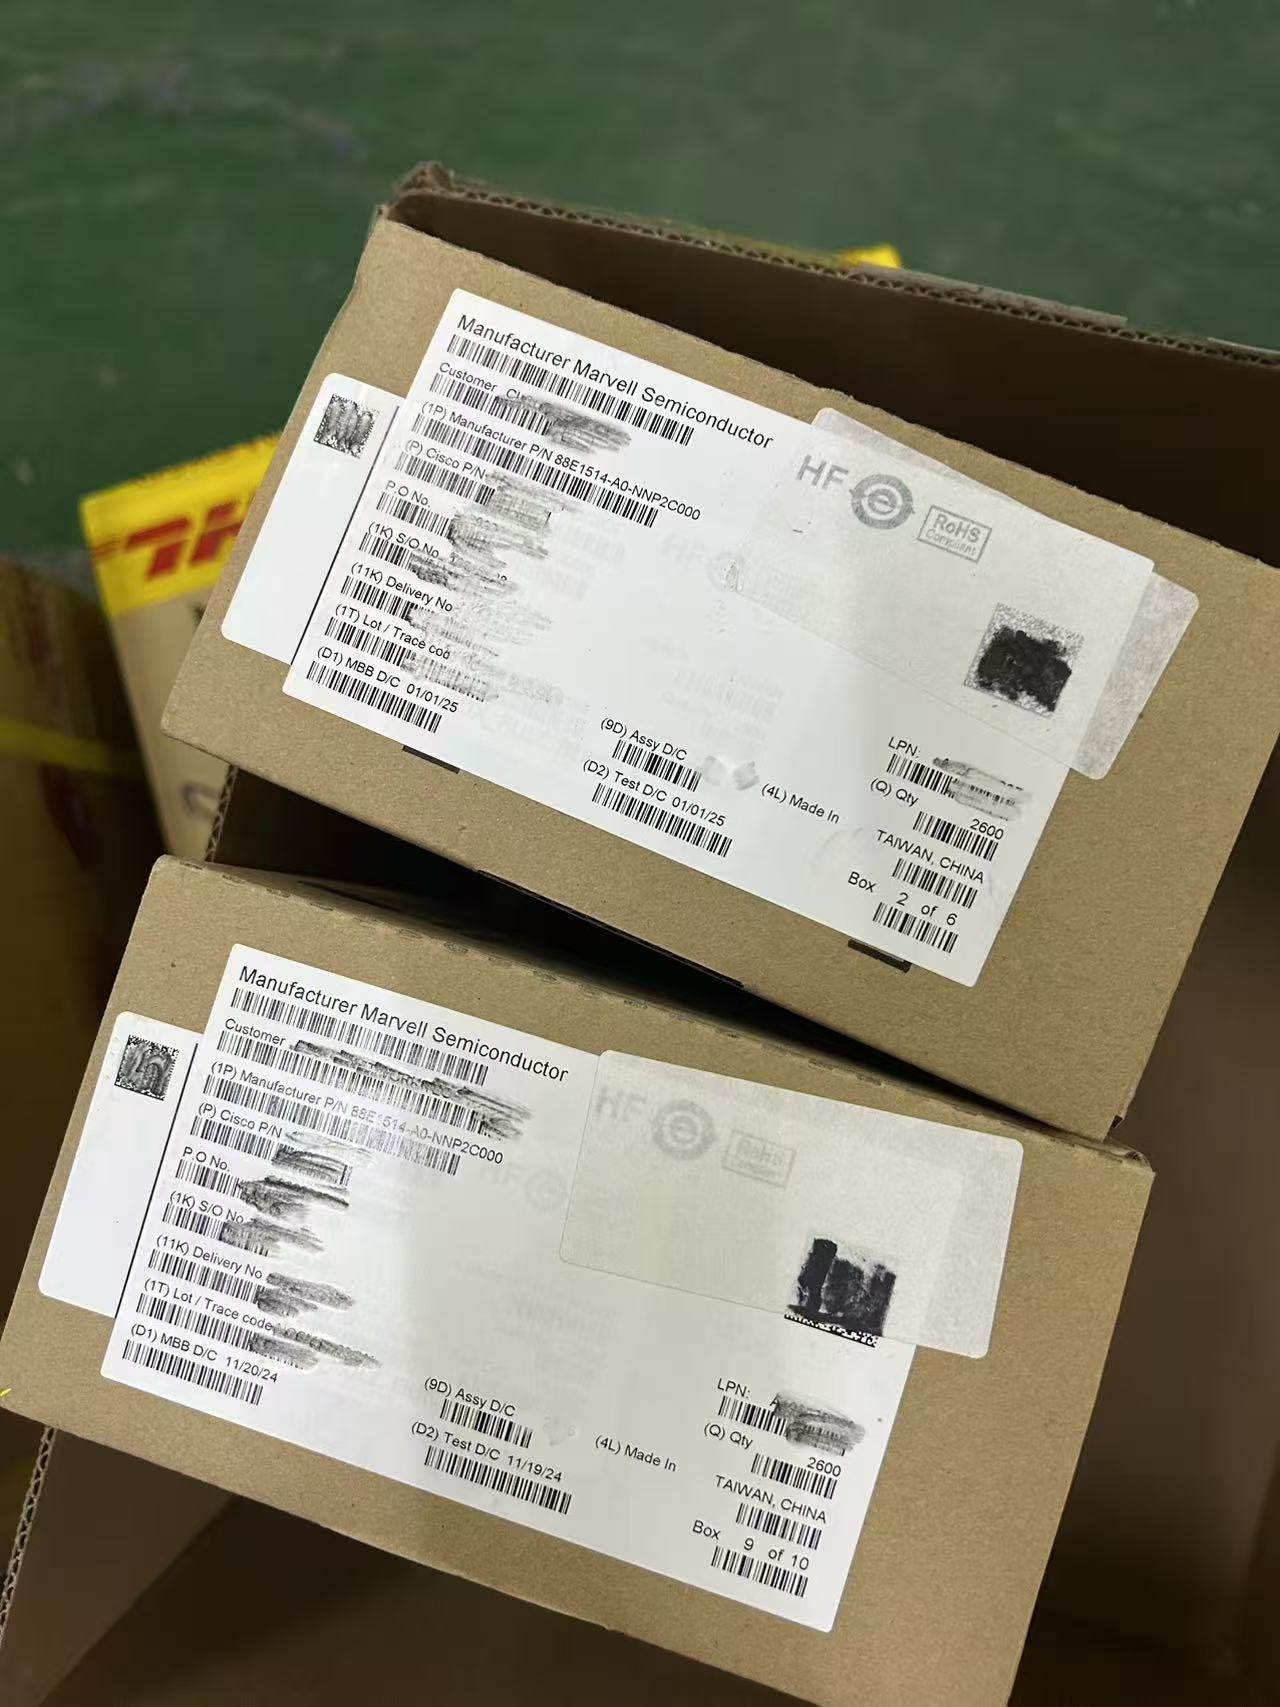 Manufacturer Marvell Semiconductor
Customer
(1P) Manufacturer P/N 88E1514-A0-NNP2C000
(P) Cisco P/N
P.O No.
(1K) S/O No.
(11K) Delivery No
(1T) Lot / Trace cod
(D1) MBB D/C 01/01/25
HF e RoHS
Compliant
(9D) Assy D/C
(D2) Test D/C 01/01/25
(4L) Made In
LPN:
(Q) Qty
2600
TAIWAN, CHINA
Box 2 of 6
DH
Manufacturer Marvell Semiconductor
Customer
(1P) Manufacturer P/N 88E1514-A0-NNP2C000
(P) Cisco P/N
P.O No.
(1K) S/O No.
(11K) Delivery No
(1T) Lot / Trace code
(D1) MBB D/C 11/20/24
HF e RoHS
Compliant
(9D) Assy D/C
(D2) Test D/C 11/19/24
(4L) Made In
LPN:
(Q) Qty
2600
TAIWAN, CHINA
Box 9 of 10